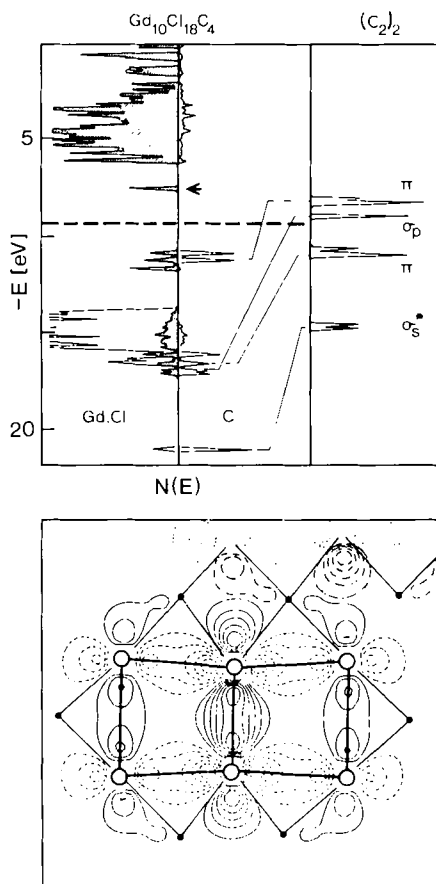 Gd₁₀Cl₁₈C₄ (C₂)₂
5
π
σp
π
-E [eV]
σs*
20
Gd.Cl C
N(E)